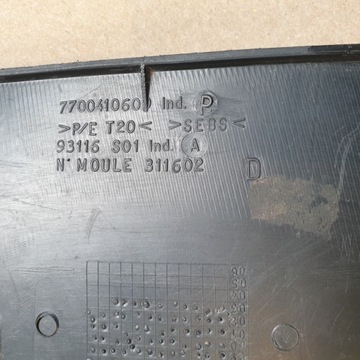 7700410600 Ind. P
>P/E T20< >SEBS<
93116 S01 Ind. A
N° MOULE 311602
D